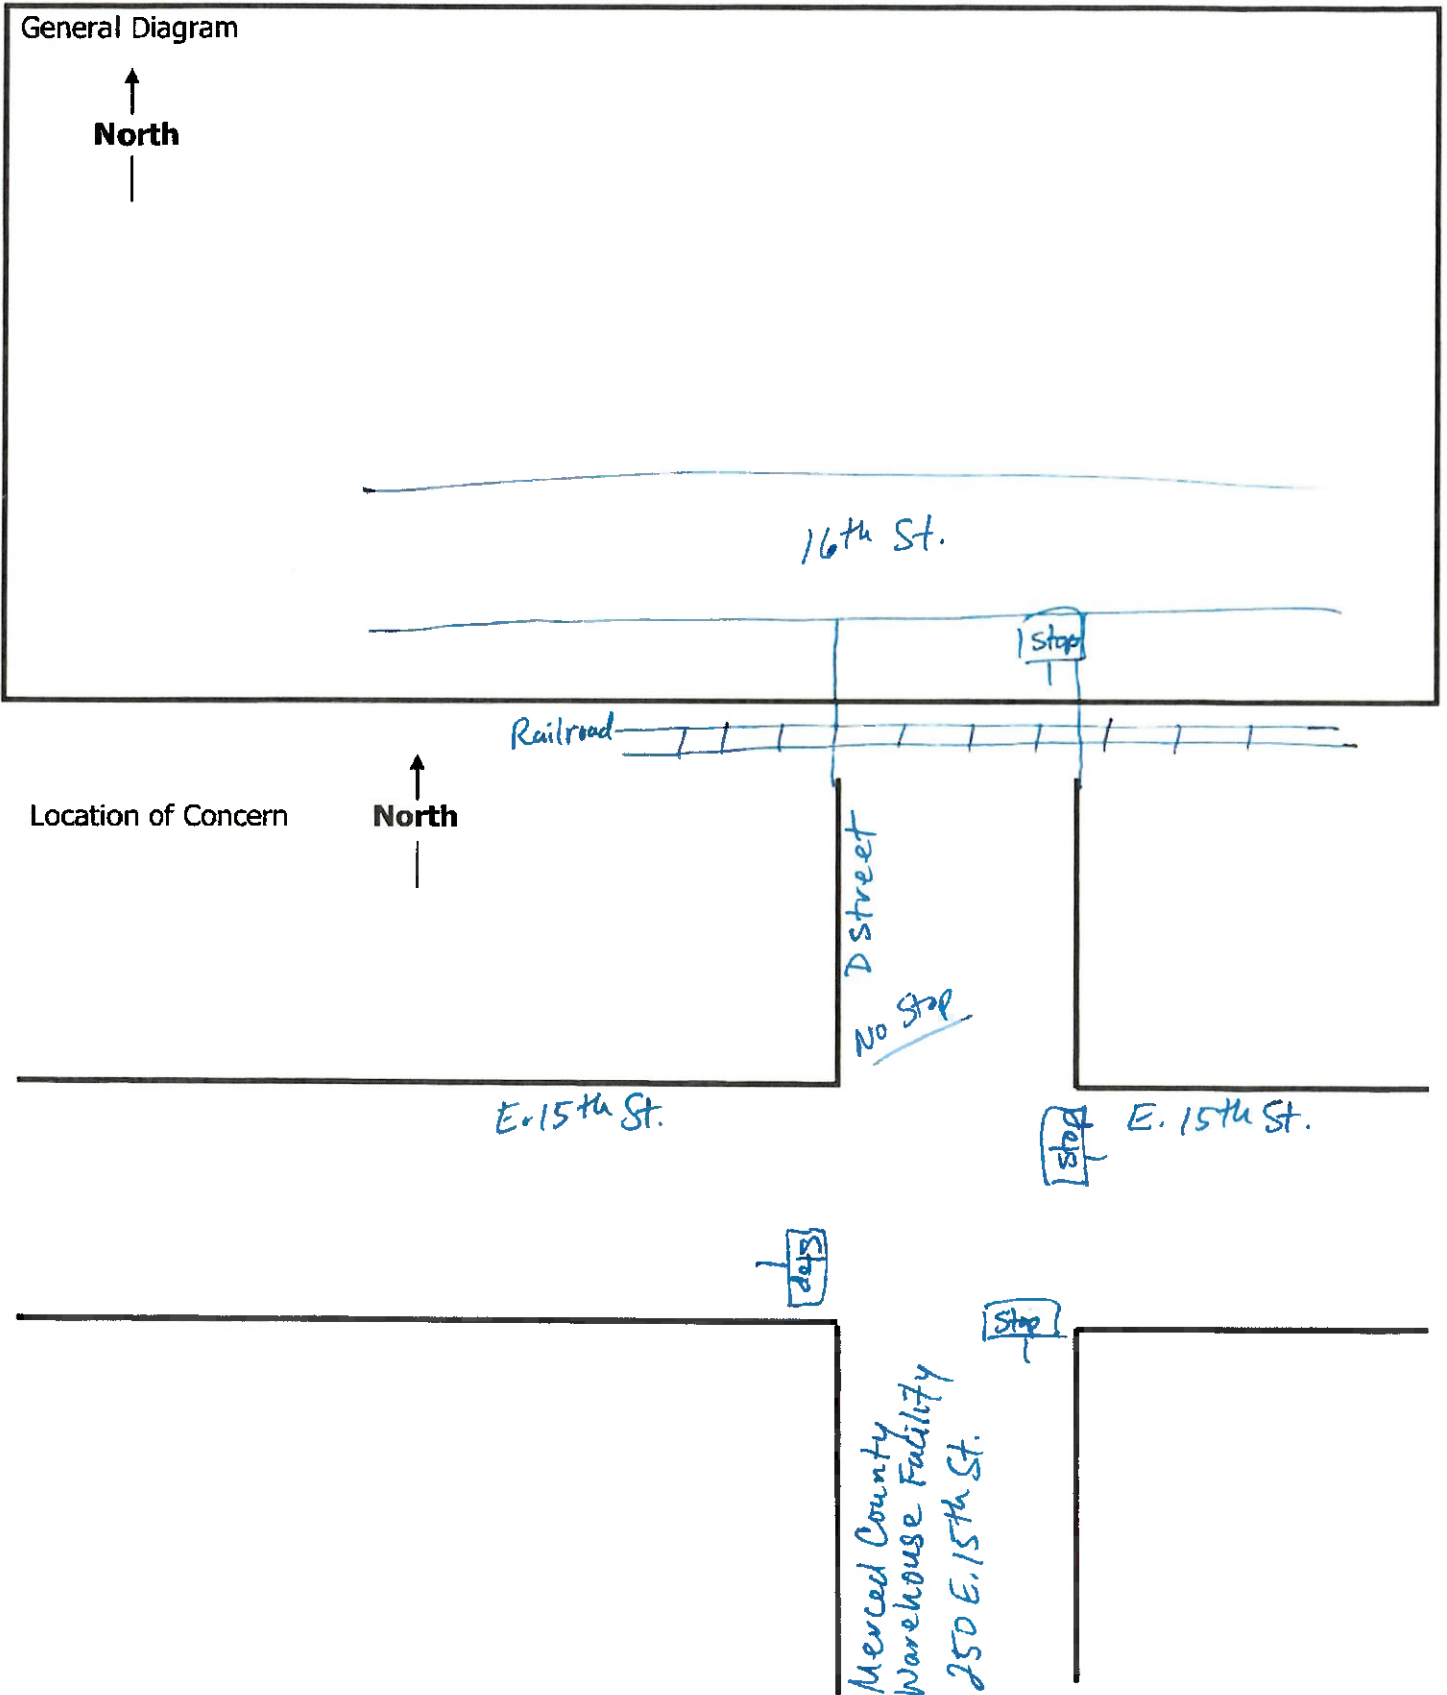 General Diagram
North
16th St.
Stop
Railroad
Location of Concern
North
D Street
No Stop
E. 15th St.
Stop
E. 15th St.
Stop
Stop
Merced County
Warehouse Facility
250 E. 15th St.